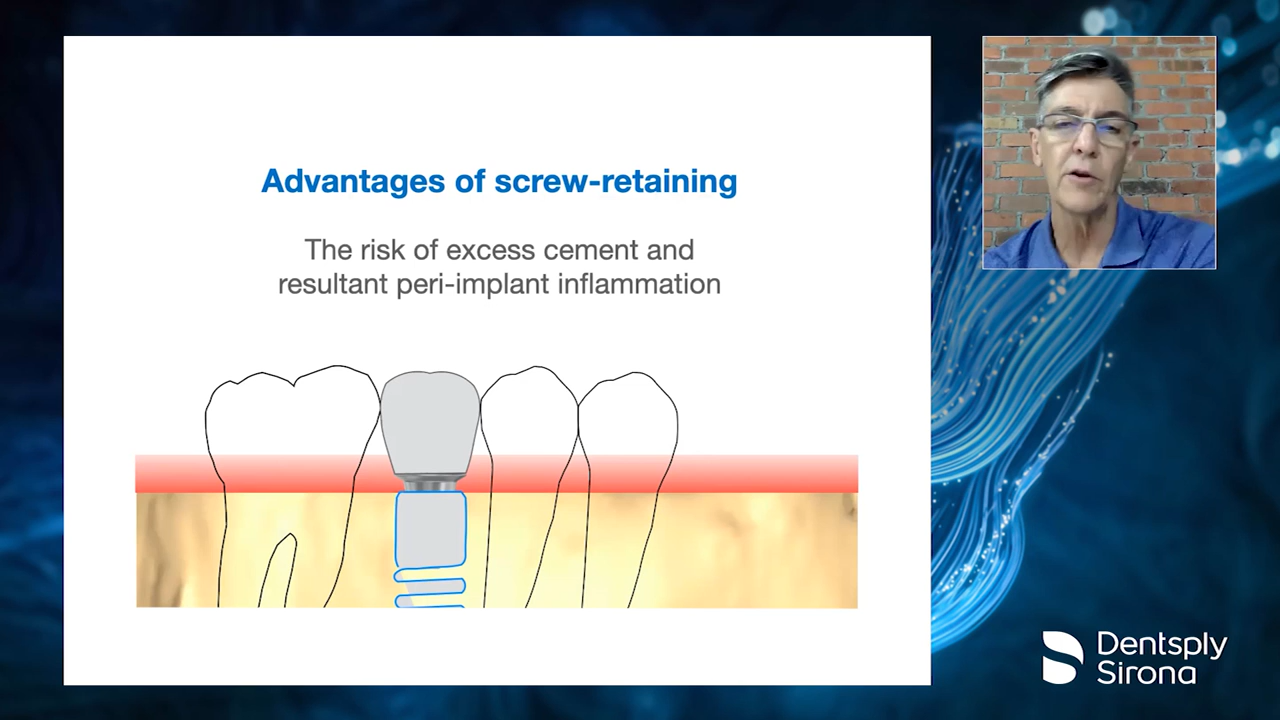 Advantages of screw-retaining
The risk of excess cement and
resultant peri-implant inflammation
Dentsply
Sirona